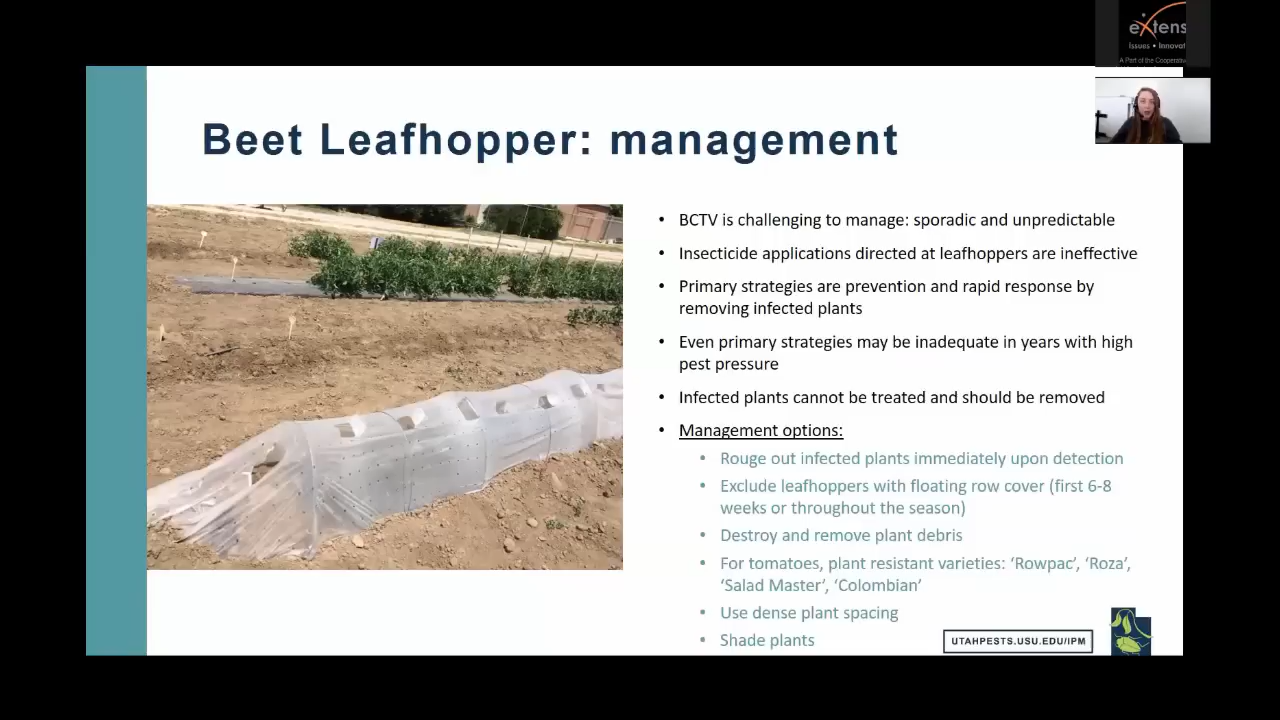 eXtens
Issues • Innovat
A Part of the Cooperativ
Beet Leafhopper: management
• BCTV is challenging to manage: sporadic and unpredictable
• Insecticide applications directed at leafhoppers are ineffective
• Primary strategies are prevention and rapid response by
removing infected plants
• Even primary strategies may be inadequate in years with high
pest pressure
• Infected plants cannot be treated and should be removed
• Management options:
• Rouge out infected plants immediately upon detection
• Exclude leafhoppers with floating row cover (first 6-8
weeks or throughout the season)
• Destroy and remove plant debris
• For tomatoes, plant resistant varieties: ‘Rowpac’, ‘Roza’,
‘Salad Master’, ‘Colombian’
• Use dense plant spacing
• Shade plants
UTAHPESTS.USU.EDU/IPM